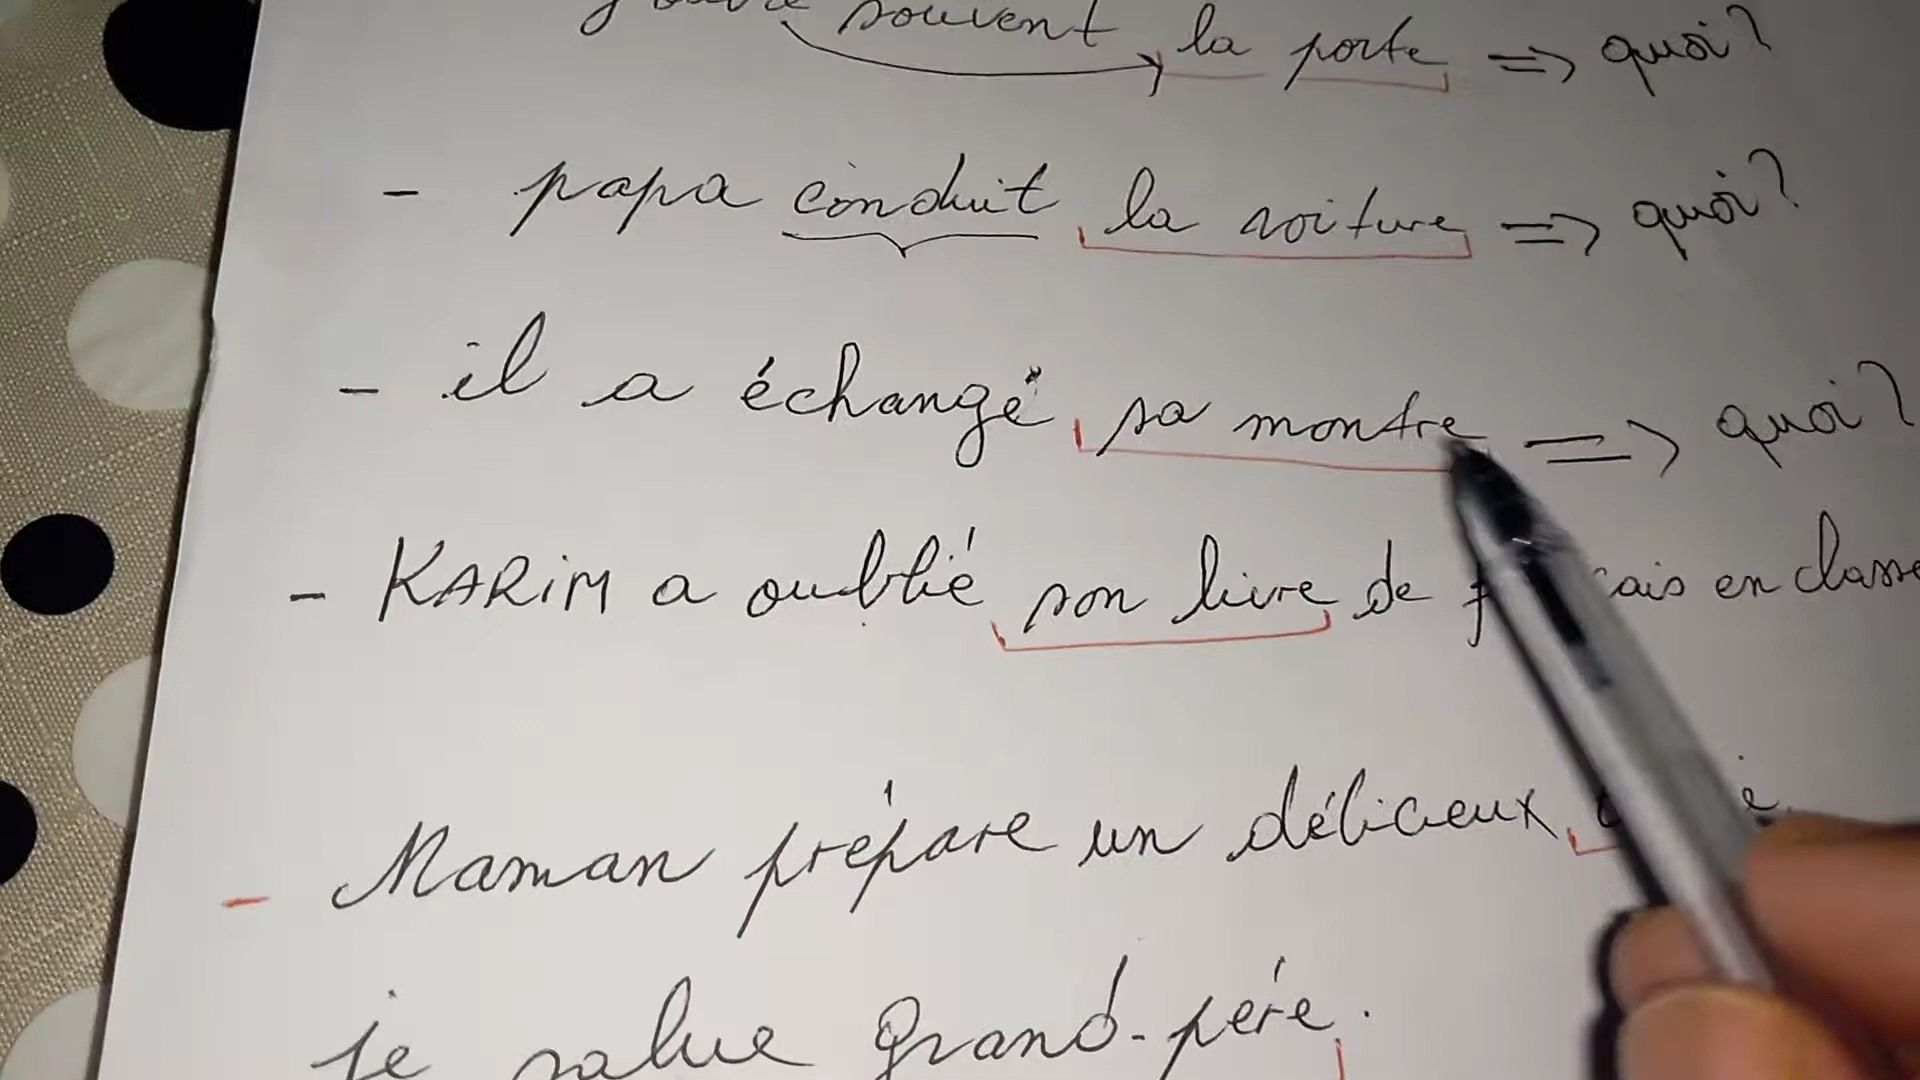 souvent la porte => quoi?
- papa conduit la voiture => quoi?
- il a échangé sa montre => quoi?
- KARiM a oublié son livre de en classe
- Maman prépare un délicieux
je salue grand-père.